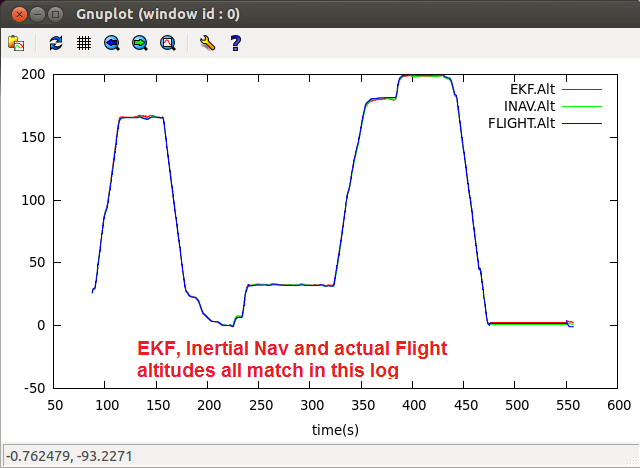 Gnuplot (window id : 0)
200
150
100
50
0
-50
EKF.Alt
INAV.Alt
FLIGHT.Alt
EKF, Inertial Nav and actual Flight
altitudes all match in this log
50 100 150 200 250 300 350 400 450 500 550 600
time(s)
-0.762479, -93.2271